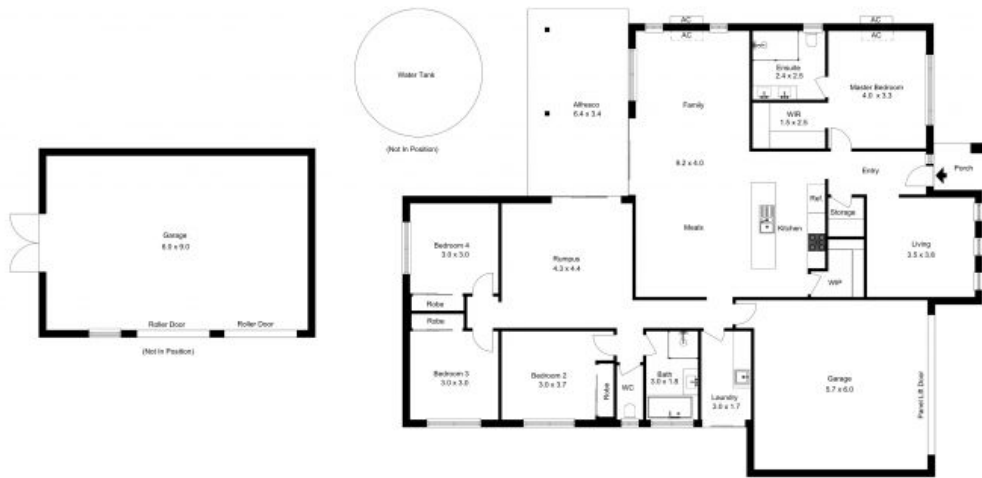 AC
AC
AC
AC
Water Tank
(Not In Position)
Alfresco
6.4 x 3.4
Family
Ensuite
2.4 x 2.5
Master Bedroom
4.0 x 3.3
WIR
1.5 x 2.5
9.2 x 4.0
Entry
Porch
Garage
6.0 x 9.0
Roller Door
Roller Door
(Not In Position)
Bedroom 4
3.0 x 3.0
Rumpus
4.3 x 4.4
Meals
Kitchen
Ref.
Storage
Living
3.5 x 3.6
WIP
Robe
Robe
Bedroom 3
3.0 x 3.0
Bedroom 2
3.0 x 3.7
Robe
WC
Bath
3.0 x 1.8
Laundry
3.0 x 1.7
Garage
5.7 x 6.0
Panel Lift Door